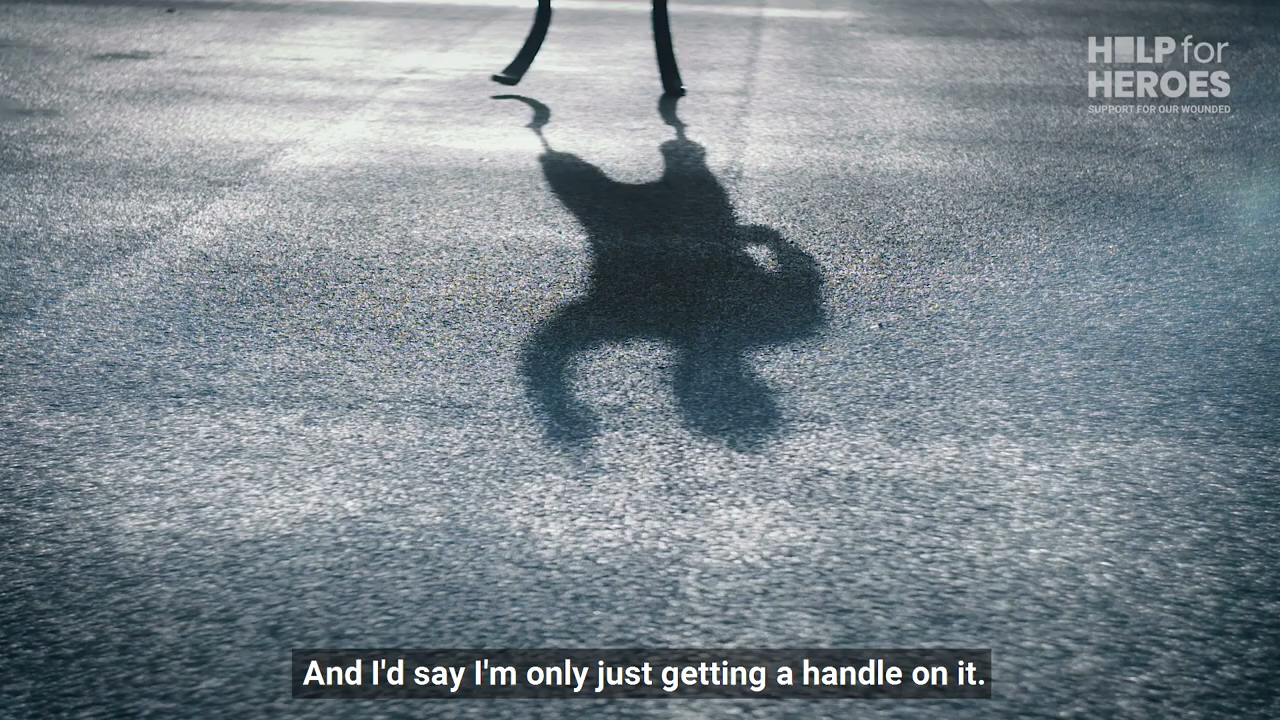 HELP for
HEROES
SUPPORT FOR OUR WOUNDED
And I'd say I'm only just getting a handle on it.